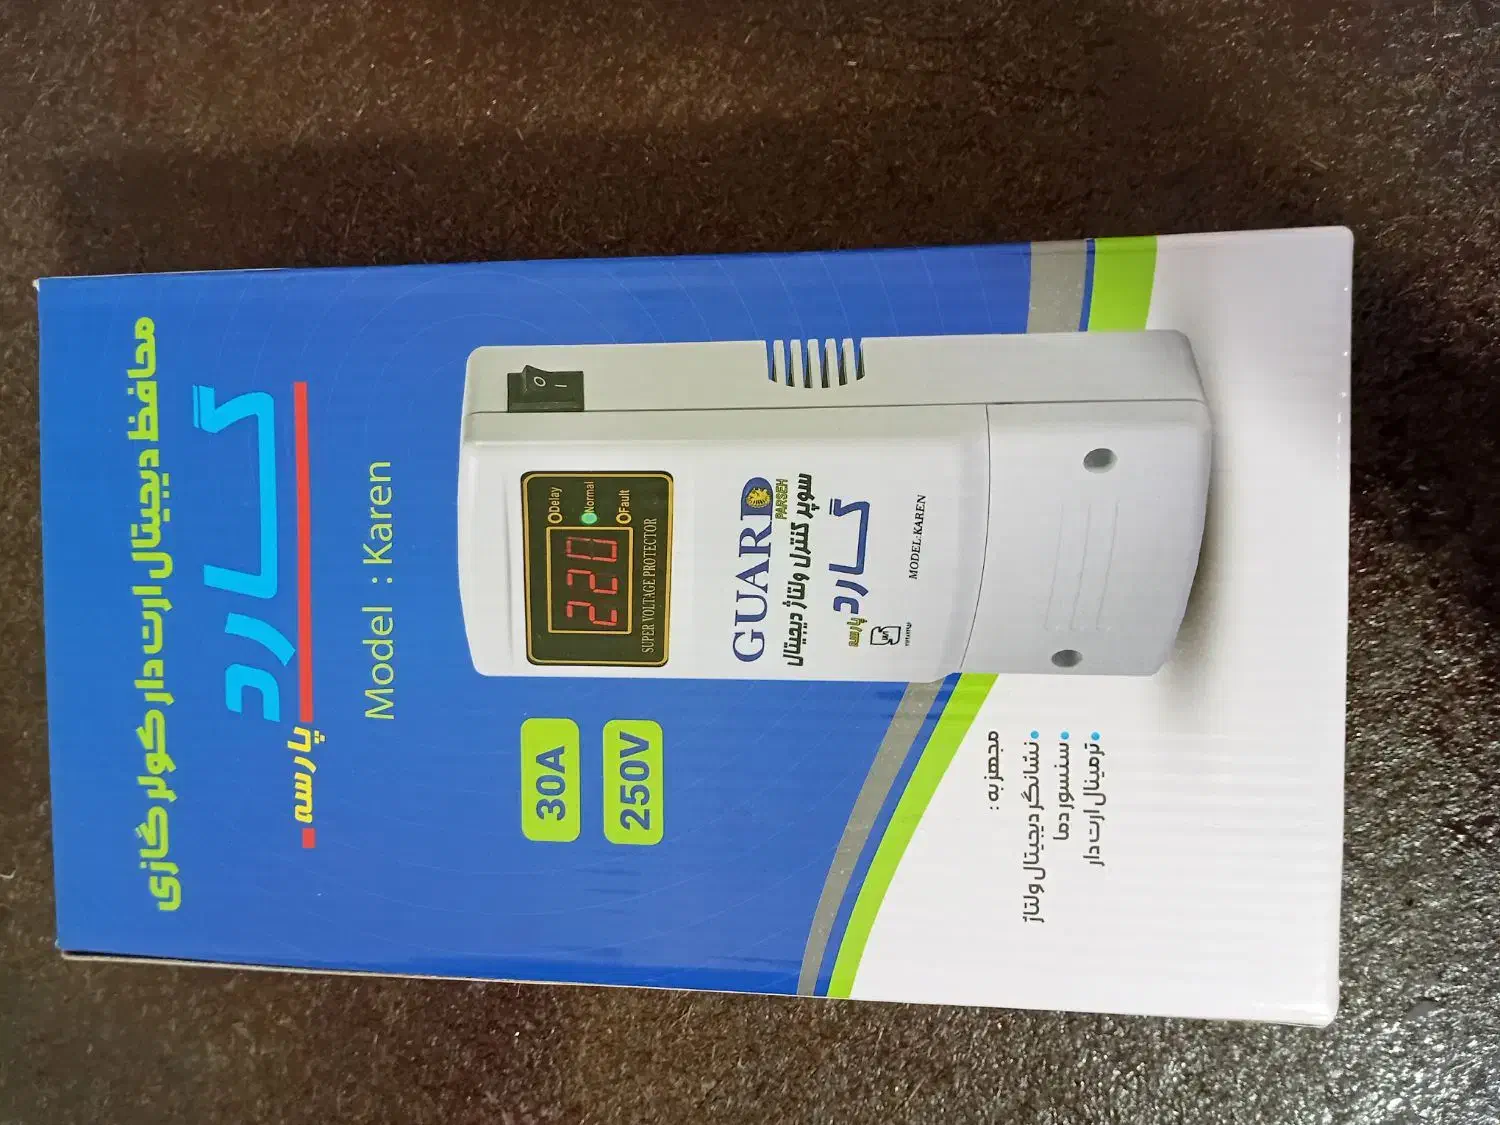 محافظ دیجیتال ارت دار کولر گازی
گارد
پارسه
Model : Karen
30A
250V
220
Delay
Normal
Fault
SUPER VOLTAGE PROTECTOR
GUARD
PARSEH
سوپر کنترل ولتاژ دیجیتال
گارد
پارسه
MODEL:KAREN
O
I
مجهز به :
نشانگر دیجیتال ولتاژ
سنسور دما
ترمینال ارت دار